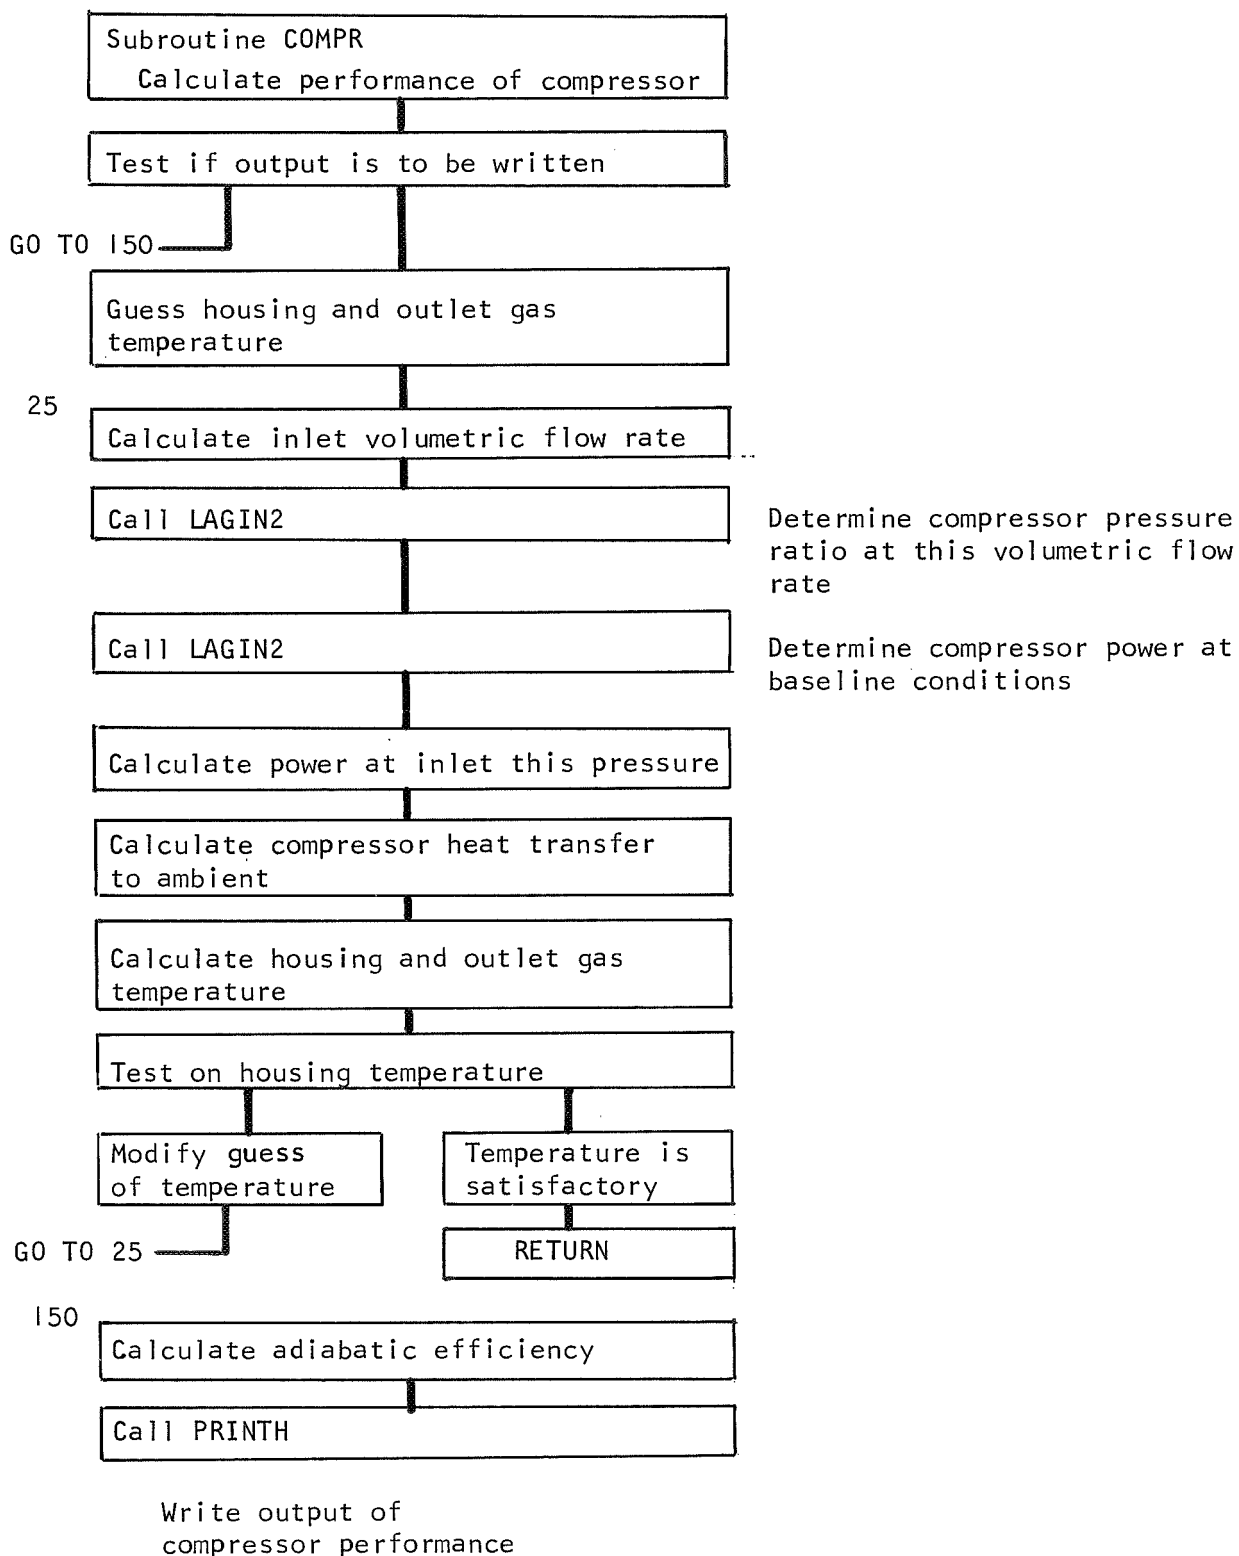 Subroutine COMPR
Calculate performance of compressor
Test if output is to be written
GO TO 150
Guess housing and outlet gas
temperature
25
Calculate inlet volumetric flow rate
Call LAGIN2
Determine compressor pressure
ratio at this volumetric flow
rate
Call LAGIN2
Determine compressor power at
baseline conditions
Calculate power at inlet this pressure
Calculate compressor heat transfer
to ambient
Calculate housing and outlet gas
temperature
Test on housing temperature
Modify guess
of temperature
Temperature is
satisfactory
GO TO 25
RETURN
150
Calculate adiabatic efficiency
Call PRINTH
Write output of
compressor performance